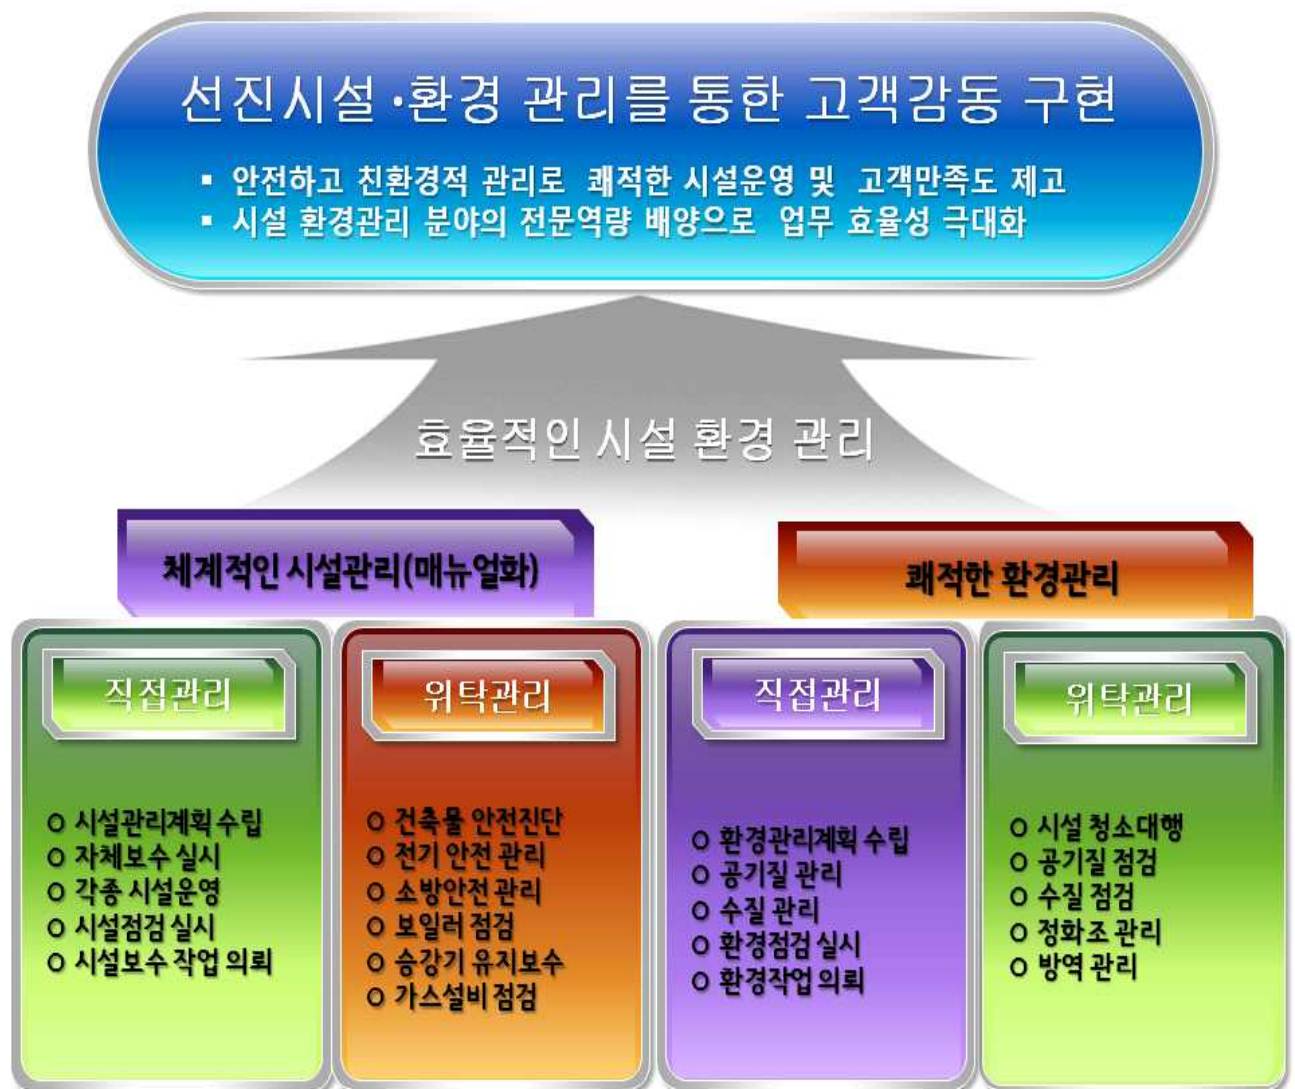 선진시설 •환경 관리를 통한 고객감동 구현
▪ 안전하고 친환경적 관리로 쾌적한 시설운영 및 고객만족도 제고
▪ 시설 환경관리 분야의 전문역량 배양으로 업무 효율성 극대화
효율적인 시설 환경 관리
체계적인 시설관리(매뉴얼화)
직접관리
o 시설관리계획 수립
o 자체보수 실시
o 각종 시설운영
o 시설점검 실시
o 시설보수 작업 의뢰
위탁관리
o 건축물 안전진단
o 전기 안전 관리
o 소방안전 관리
o 보일러 점검
o 승강기 유지보수
o 가스설비 점검
쾌적한 환경관리
직접관리
o 환경관리계획 수립
o 공기질 관리
o 수질 관리
o 환경점검 실시
o 환경작업 의뢰
위탁관리
o 시설 청소대행
o 공기질 점검
o 수질 점검
o 정화조 관리
o 방역 관리